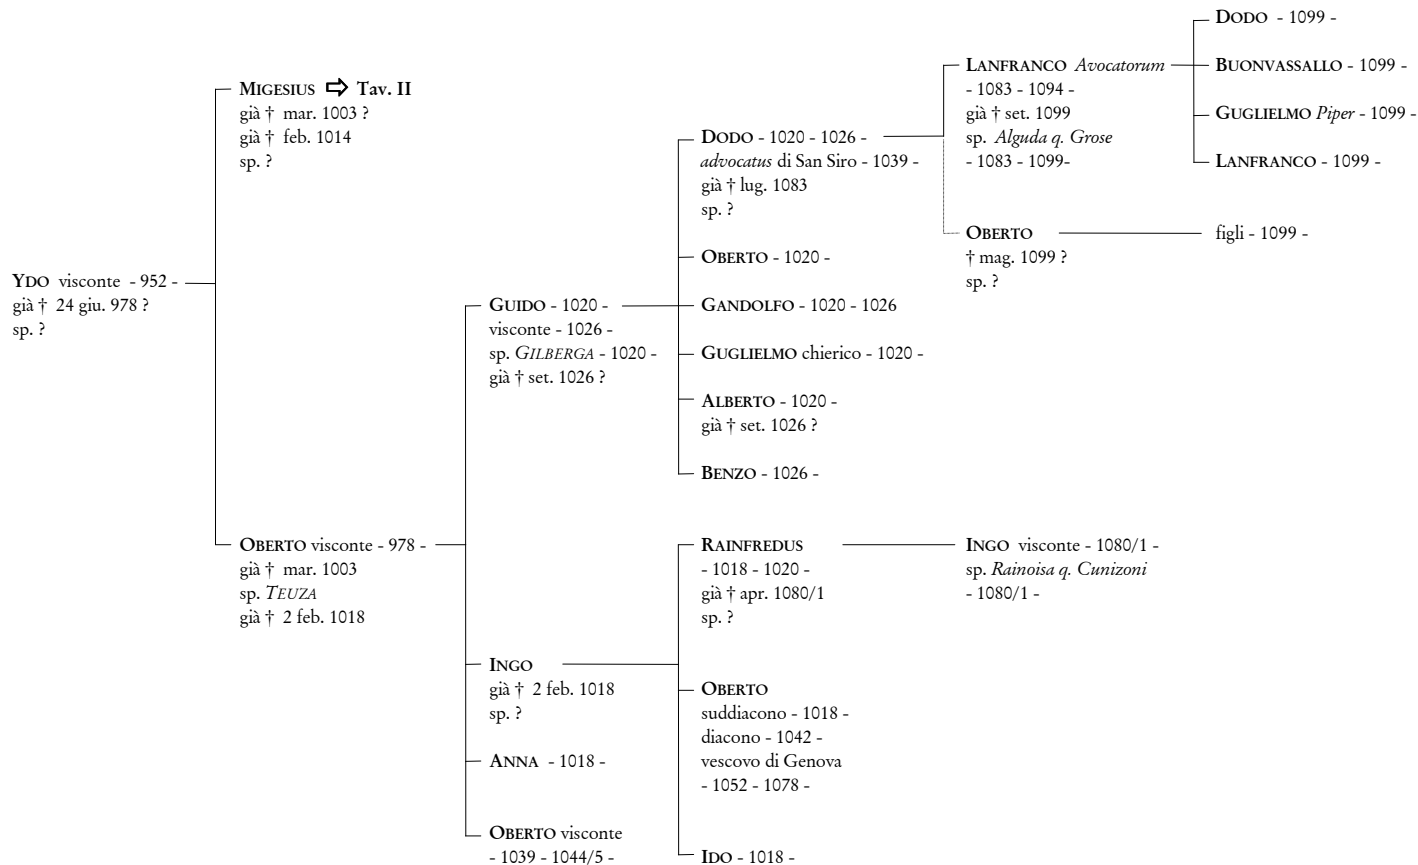 YDO visconte - 952 -
già † 24 giu. 978 ?
sp. ?
MIGESIUS ⇨ Tav. II
già † mar. 1003 ?
già † feb. 1014
sp. ?
OBERTO visconte - 978 -
già † mar. 1003
sp. TEUZA
già † 2 feb. 1018
GUIDO - 1020 -
visconte - 1026 -
sp. GILBERGA - 1020 -
già † set. 1026 ?
INGO
già † 2 feb. 1018
sp. ?
ANNA - 1018 -
OBERTO visconte
- 1039 - 1044/5 -
DODO - 1020 - 1026 -
advocatus di San Siro - 1039 -
già † lug. 1083
sp. ?
OBERTO - 1020 -
GANDOLFO - 1020 - 1026
GUGLIELMO chierico - 1020 -
ALBERTO - 1020 -
già † set. 1026 ?
BENZO - 1026 -
RAINFREDUS
- 1018 - 1020 -
già † apr. 1080/1
sp. ?
OBERTO
suddiacono - 1018 -
diacono - 1042 -
vescovo di Genova
- 1052 - 1078 -
IDO - 1018 -
LANFRANCO Avocatorum
- 1083 - 1094 -
già † set. 1099
sp. Alguda q. Grose
- 1083 - 1099-
OBERTO
† mag. 1099 ?
sp. ?
INGO visconte - 1080/1 -
sp. Rainoisa q. Cunizoni
- 1080/1 -
DODO - 1099 -
BUONVASSALLO - 1099 -
GUGLIELMO Piper - 1099 -
LANFRANCO - 1099 -
figli - 1099 -